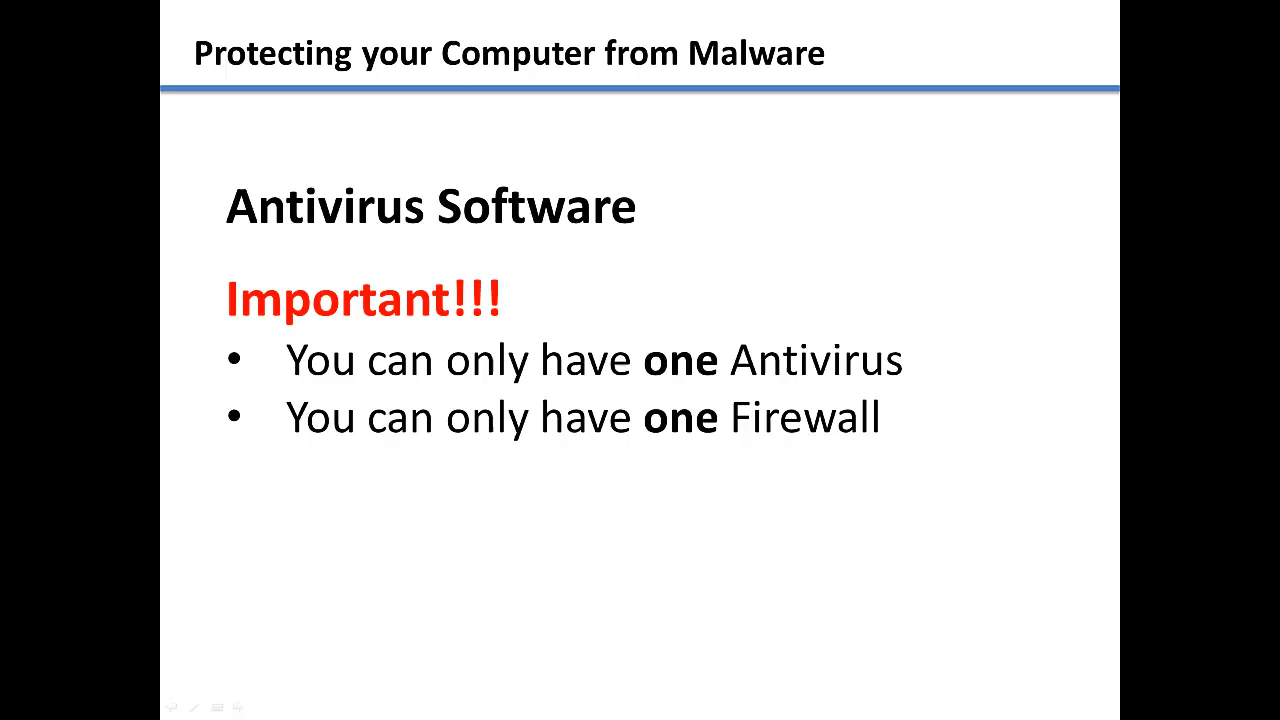 Protecting your Computer from Malware
Antivirus Software
Important!!!
• You can only have one Antivirus
• You can only have one Firewall